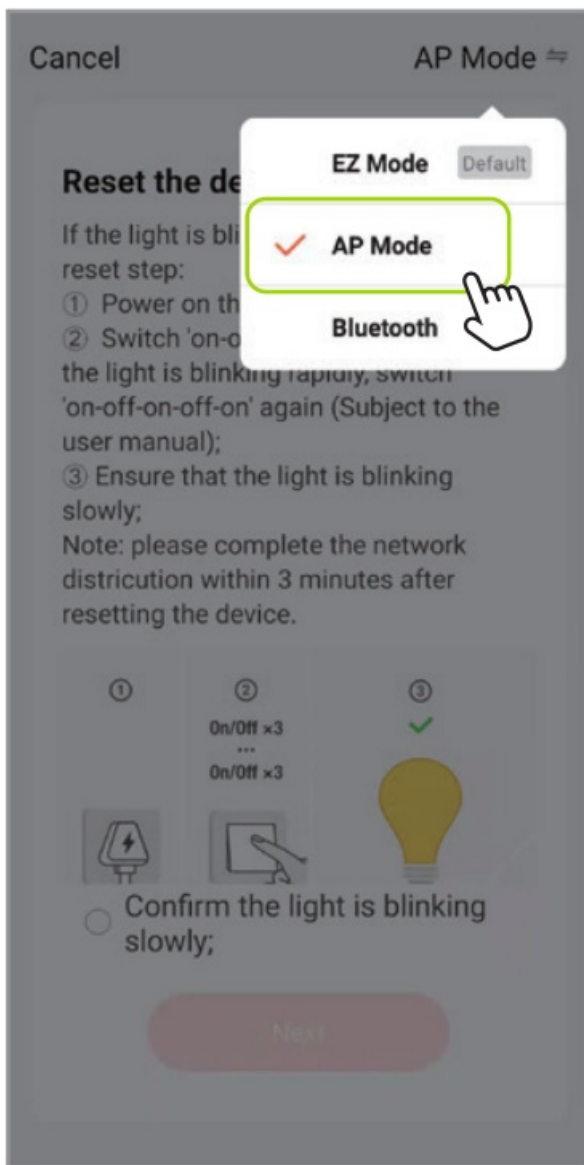 Cancel
AP Mode ⇋
EZ Mode Default
AP Mode
Bluetooth
Reset the de
If the light is bli
reset step:
① Power on th
② Switch 'on-o
the light is blinking rapidly, switch
'on-off-on-off-on' again (Subject to the
user manual);
③ Ensure that the light is blinking
slowly;
Note: please complete the network
districution within 3 minutes after
resetting the device.
① ② ③
On/Off ×3
...
On/Off ×3
Confirm the light is blinking
slowly;
Next